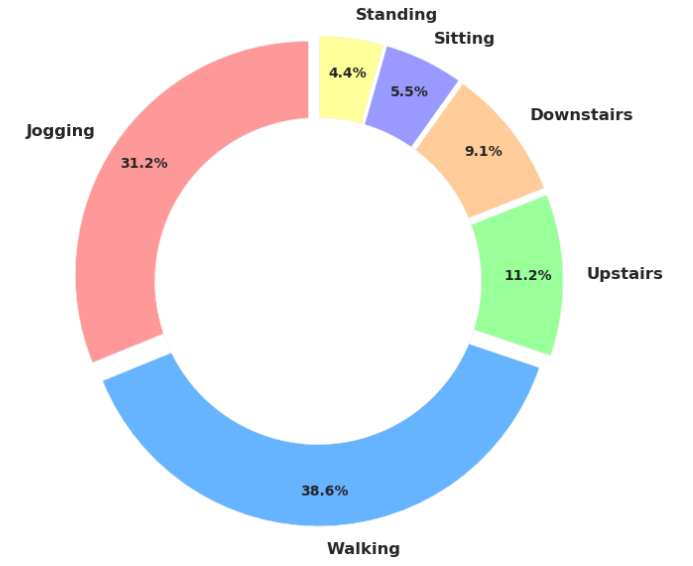 Standing
4.4%
Sitting
5.5%
Downstairs
9.1%
Jogging
31.2%
Upstairs
11.2%
38.6%
Walking